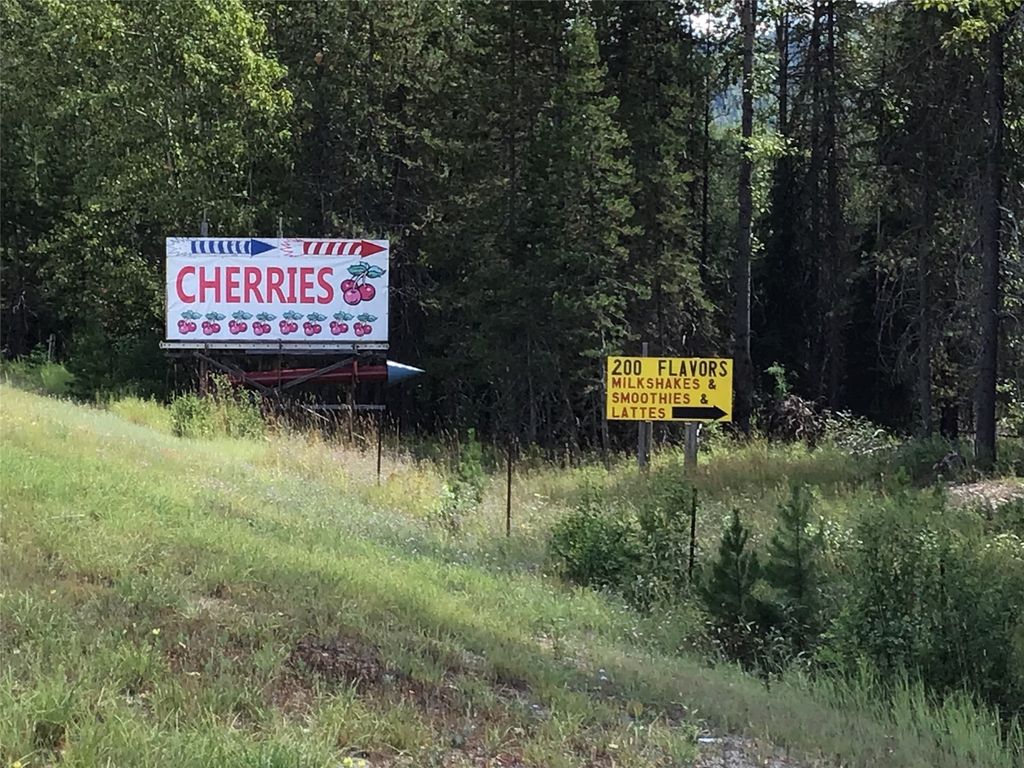 CHERRIES
200 FLAVORS
MILKSHAKES &
SMOOTHIES &
LATTES